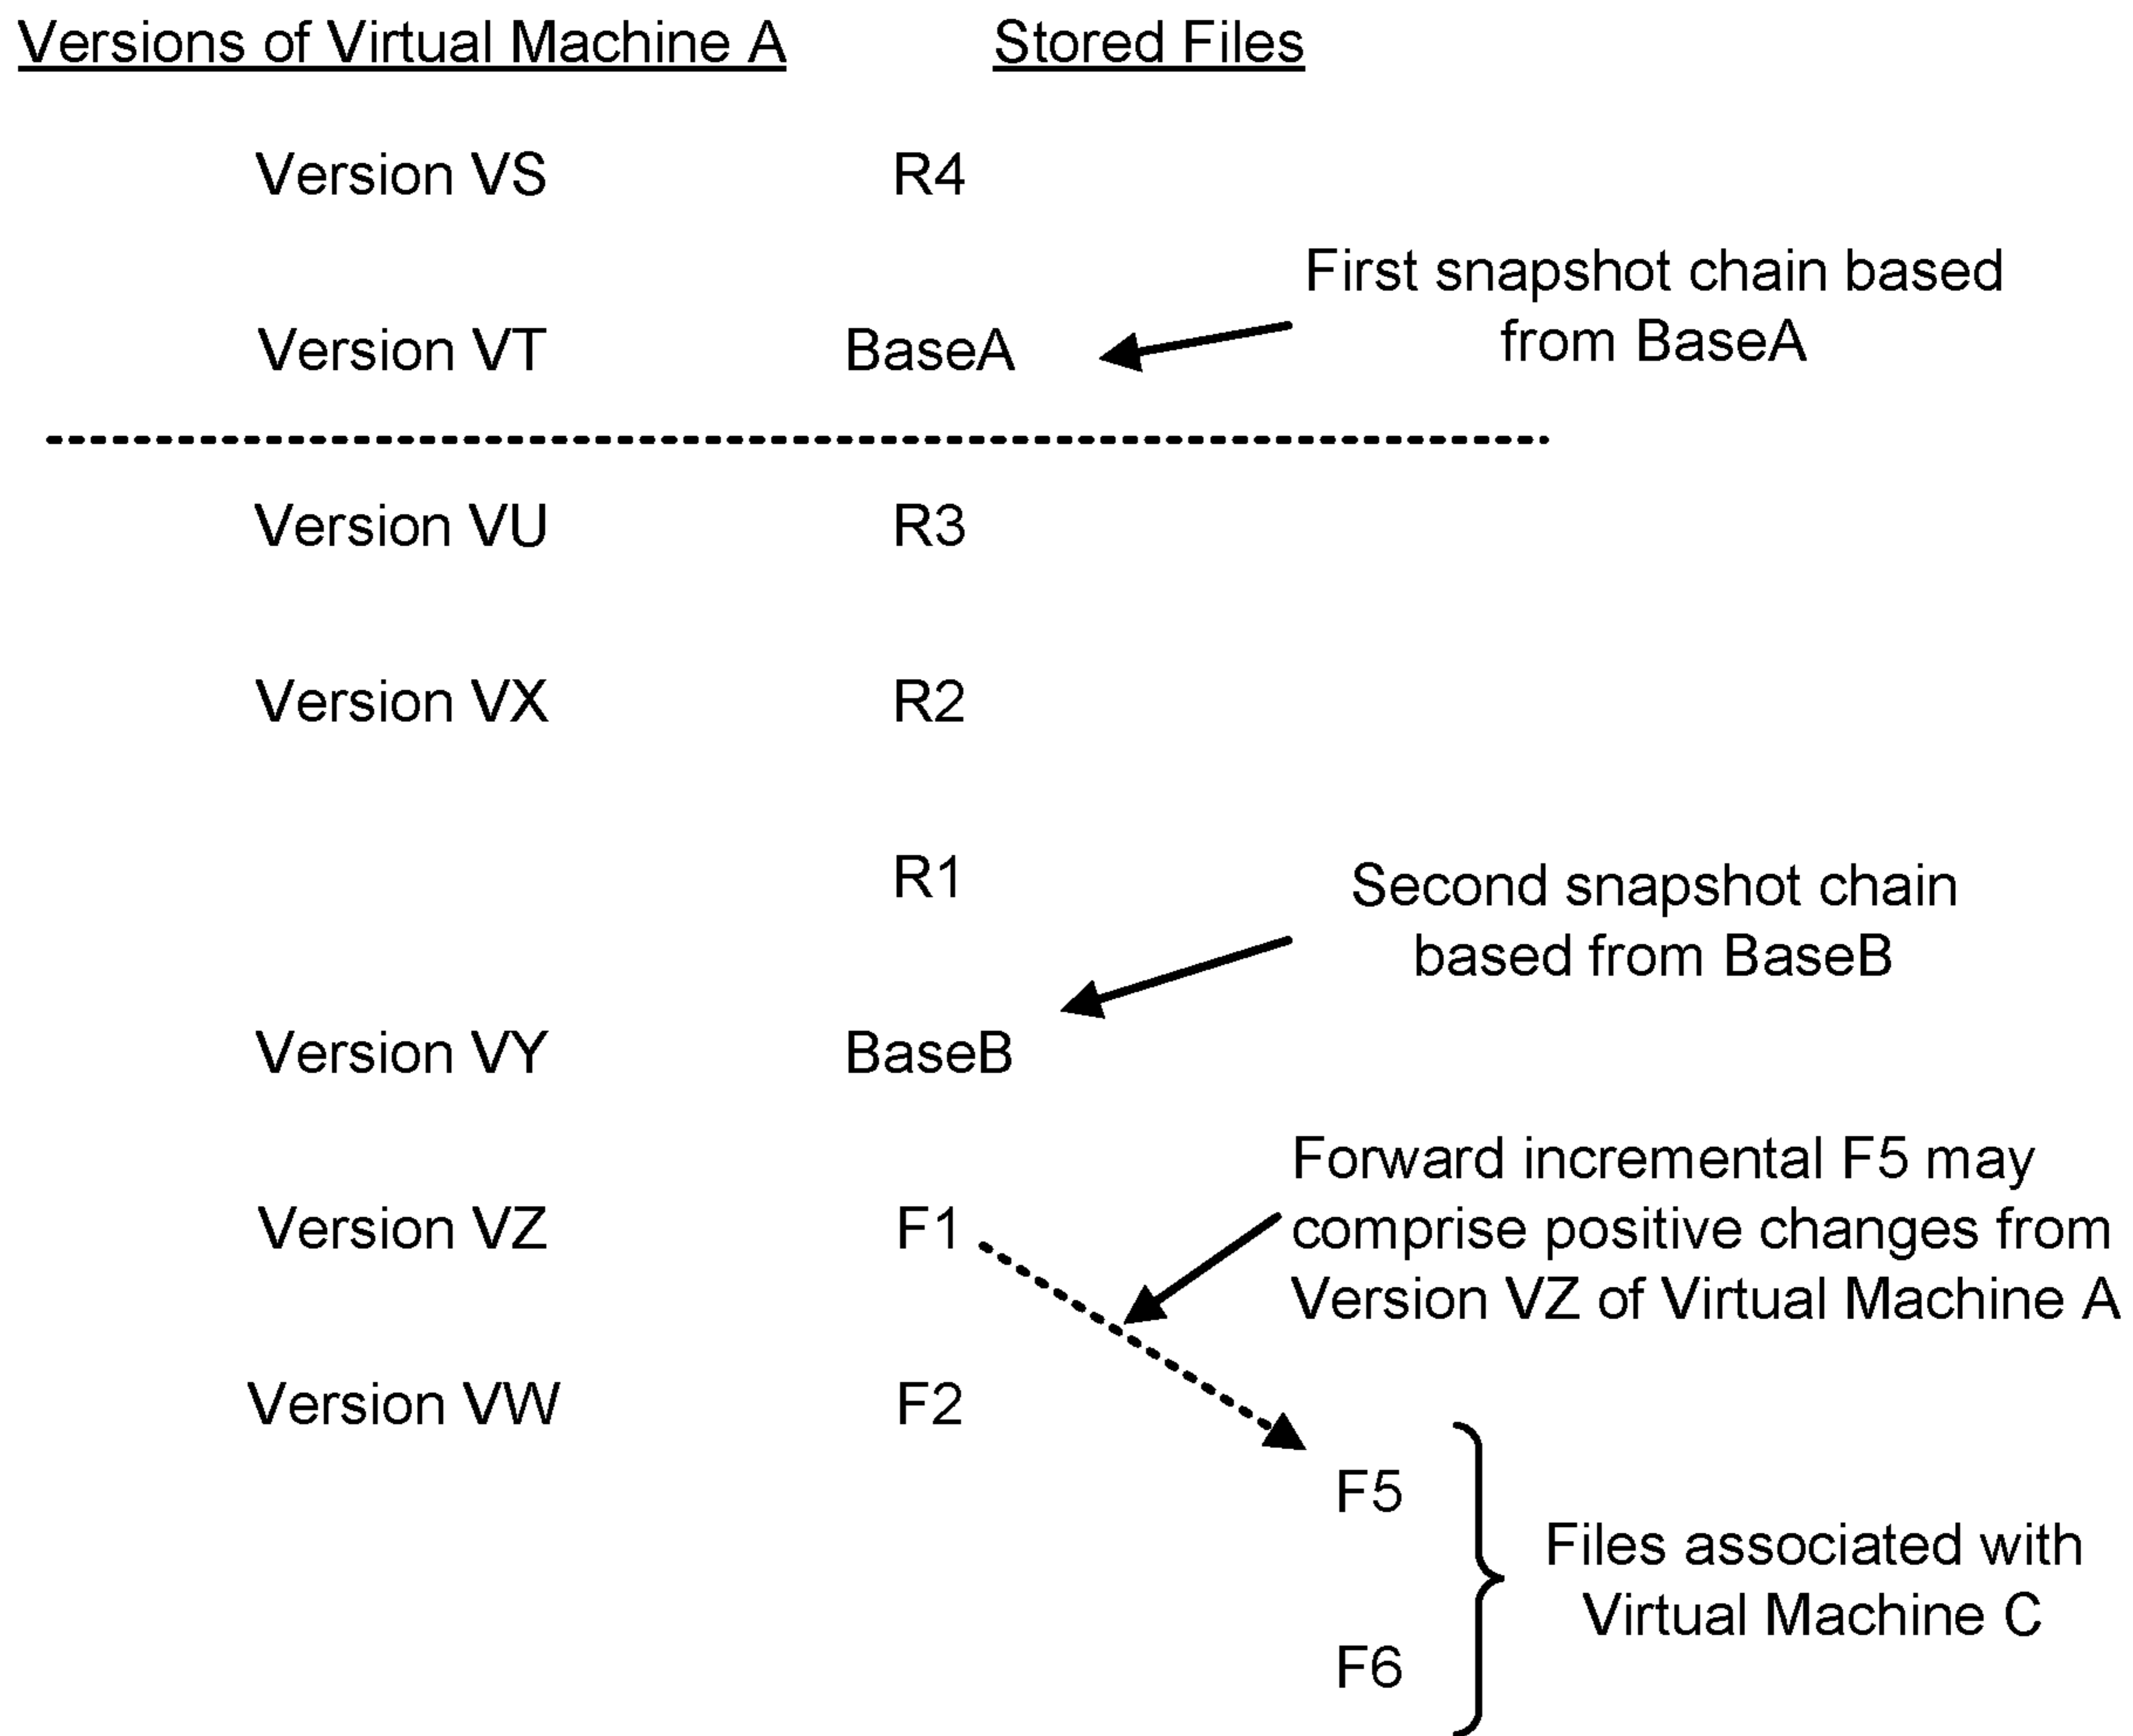 Versions of Virtual Machine A Stored Files
Version VS R4
First snapshot chain based
from BaseA
Version VT BaseA
Version VU R3
Version VX R2
R1
Second snapshot chain
based from BaseB
Version VY BaseB
Forward incremental F5 may
comprise positive changes from
Version VZ of Virtual Machine A
Version VZ F1
Version VW F2
F5
Files associated with
Virtual Machine C
F6